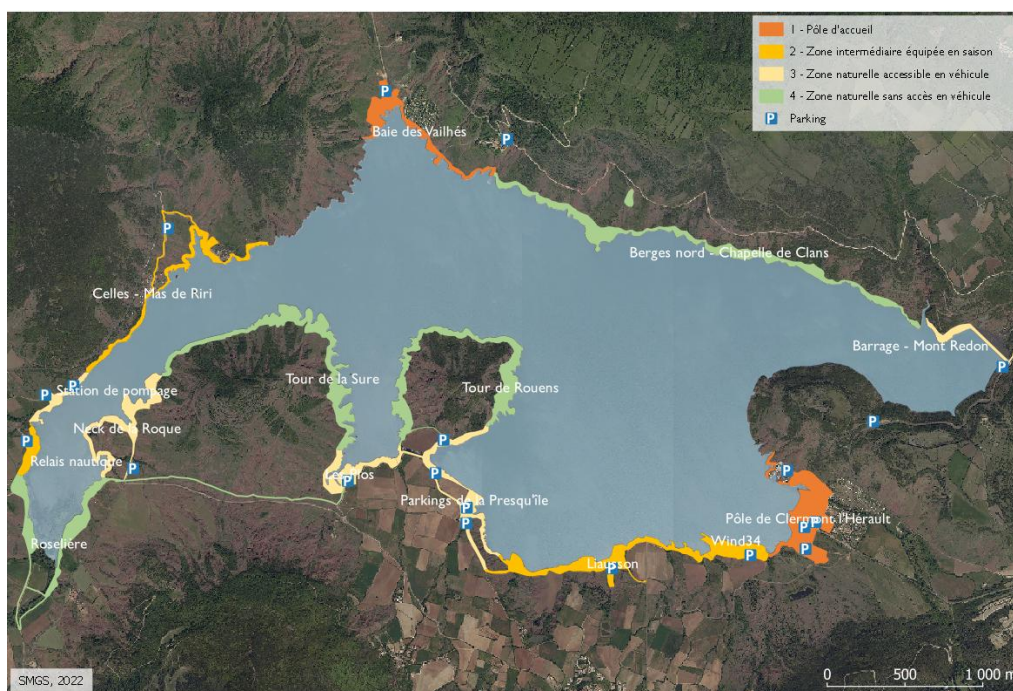 1 - Pôle d'accueil
2 - Zone intermédiaire équipée en saison
3 - Zone naturelle accessible en véhicule
4 - Zone naturelle sans accès en véhicule
P Parking
P
Baie des Vailhés
P
P
Berges nord - Chapelle de Clans
Celles - Mas de Riri
Barrage - Mont Redon
P
Tour de la Sure
Tour de Rouens
P
Station de pompage
P
P
Neck de la Roque
P
P
Relais nautique
P
P
P
P
Parkings de la Presqu'île
P
P
Pôle de Clermont l'Hérault
P
P
Wind34
Roselière
P
P
Liausson
P
SMGS, 2022
0 500 1 000 m